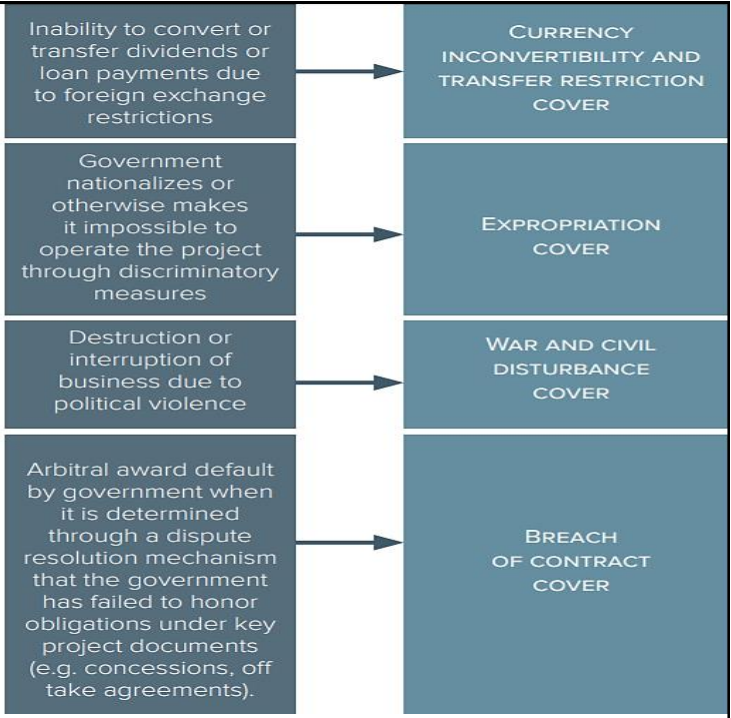 Inability to convert or
transfer dividends or
loan payments due
to foreign exchange
restrictions
CURRENCY
INCONVERTIBILITY AND
TRANSFER RESTRICTION
COVER
Government
nationalizes or
otherwise makes
it impossible to
operate the project
through discriminatory
measures
EXPROPRIATION
COVER
Destruction or
interruption of
business due to
political violence
WAR AND CIVIL
DISTURBANCE
COVER
Arbitral award default
by government when
it is determined
through a dispute
resolution mechanism
that the government
has failed to honor
obligations under key
project documents
(e.g. concessions, off
take agreements).
BREACH
OF CONTRACT
COVER